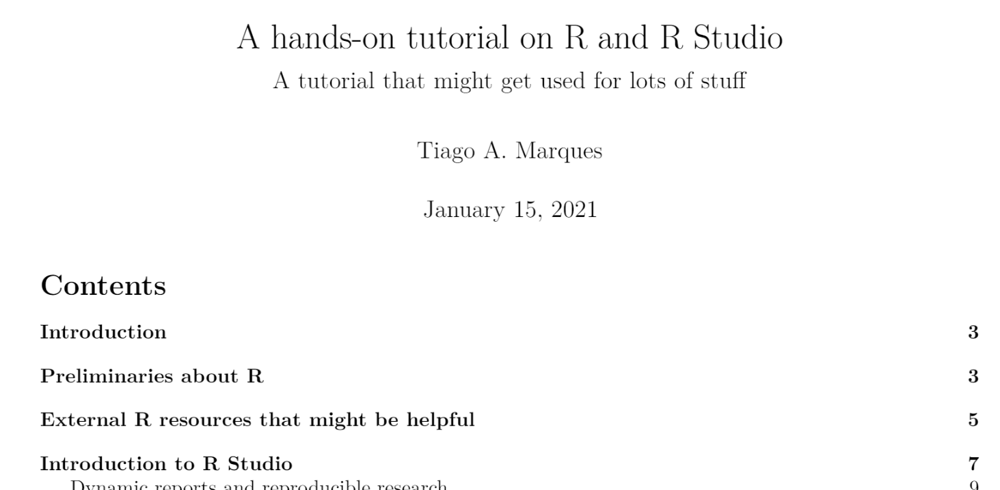 A hands-on tutorial on R and R Studio
A tutorial that might get used for lots of stuff
Tiago A. Marques
January 15, 2021
Contents
Introduction 3
Preliminaries about R 3
External R resources that might be helpful 5
Introduction to R Studio 7
Dynamic reports and reproducible research 9